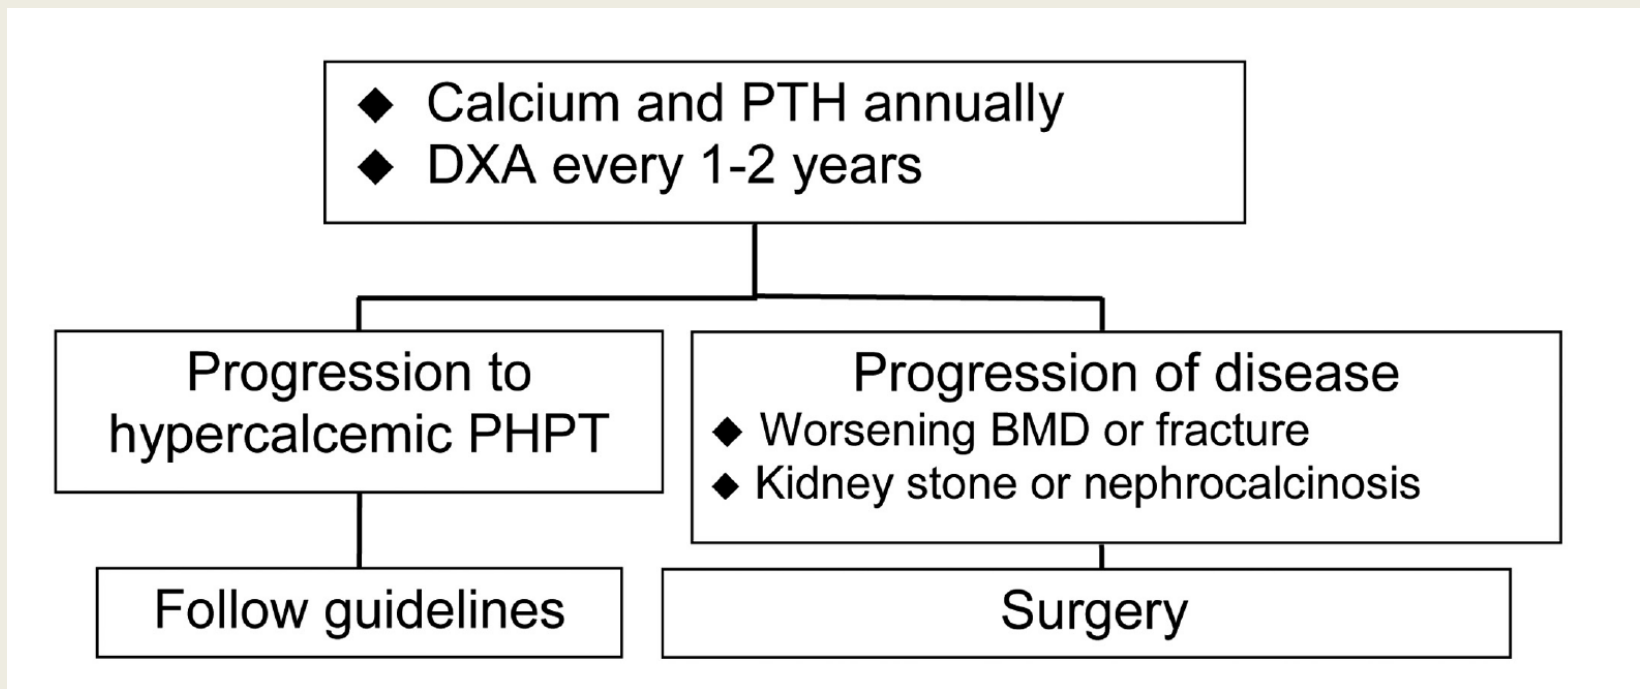 ◆ Calcium and PTH annually
◆ DXA every 1-2 years
Progression to
hypercalcemic PHPT
Progression of disease
◆ Worsening BMD or fracture
◆ Kidney stone or nephrocalcinosis
Follow guidelines
Surgery